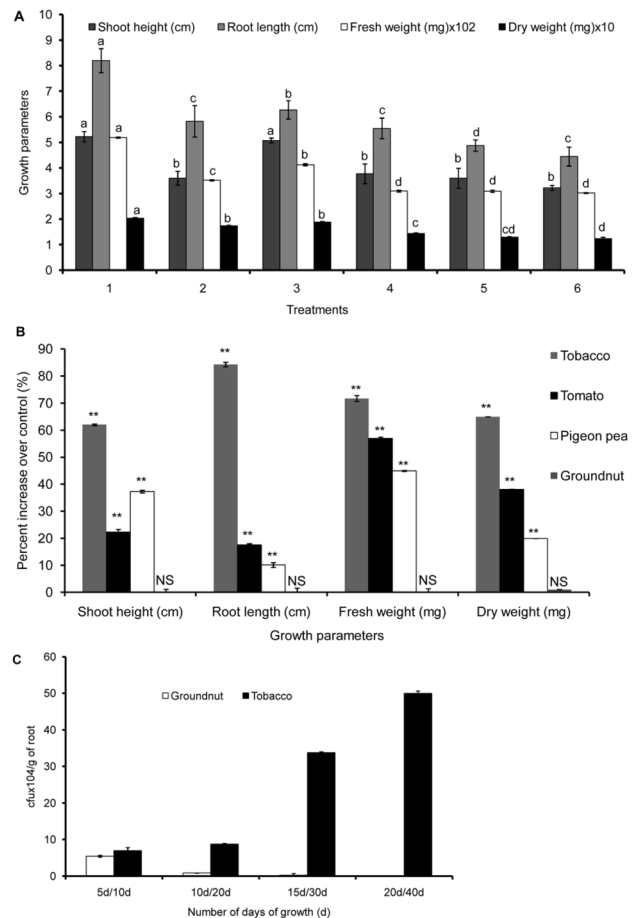 A
Shoot height (cm) Root length (cm) Fresh weight (mg)x102 Dry weight (mg)x10
Growth parameters
10
9
8
7
6
5
4
3
2
1
0
a a a a
b c c b
a b b b
b c d c
b d d cd
b c d d
1 2 3 4 5 6
Treatments
B
Percent increase over control (%)
90
80
70
60
50
40
30
20
10
0
** ** ** NS
** ** ** NS
** ** ** NS
** ** ** NS
Tobacco
Tomato
Pigeon pea
Groundnut
Shoot height (cm) Root length (cm) Fresh weight (mg) Dry weight (mg)
Growth parameters
C
Groundnut Tobacco
cfux104/g of root
60
50
40
30
20
10
0
5d/10d 10d/20d 15d/30d 20d/40d
Number of days of growth (d)